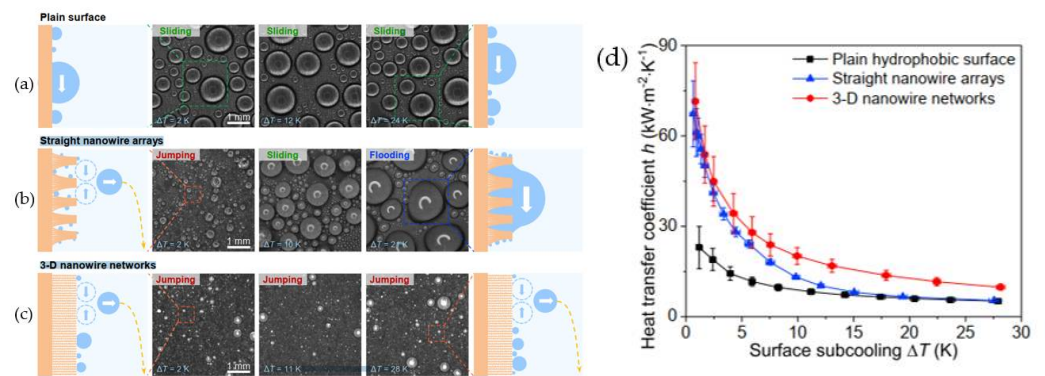 Plain surface
(a)
Sliding
Sliding
Sliding
ΔT = 2 K
1 mm
ΔT = 12 K
ΔT = 24 K
Straight nanowire arrays
(b)
Jumping
Sliding
Flooding
ΔT = 2 K
1 mm
3-D nanowire networks
(c)
Jumping
Jumping
Jumping
ΔT = 2 K
1 mm
ΔT = 11 K
ΔT = 28 K
(d)
Heat transfer coefficient h (kW·m⁻²·K⁻¹)
90
60
30
0
Plain hydrophobic surface
Straight nanowire arrays
3-D nanowire networks
0 5 10 15 20 25 30
Surface subcooling ΔT (K)